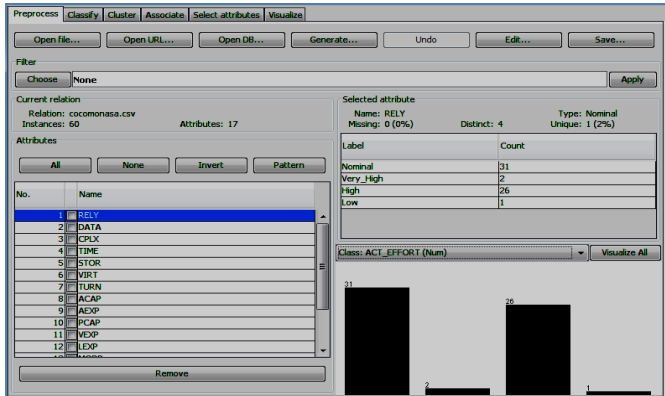 Preprocess Classify Cluster Associate Select attributes Visualize
Open file... Open URL... Open DB... Generate... Undo Edit... Save...
Filter
Choose None Apply
Current relation
Relation: cocomonasa.csv
Instances: 60 Attributes: 17
Selected attribute
Name: RELY Type: Nominal
Missing: 0 (0%) Distinct: 4 Unique: 1 (2%)
Attributes
All None Invert Pattern
No. Name
1 RELY
2 DATA
3 CPLX
4 TIME
5 STOR
6 VIRT
7 TURN
8 ACAP
9 AEXP
10 PCAP
11 VEXP
12 LEXP
Remove
Label Count
Nominal 31
Very_High 2
High 26
Low 1
Class: ACT_EFFORT (Num) Visualize All
31
2
26
1